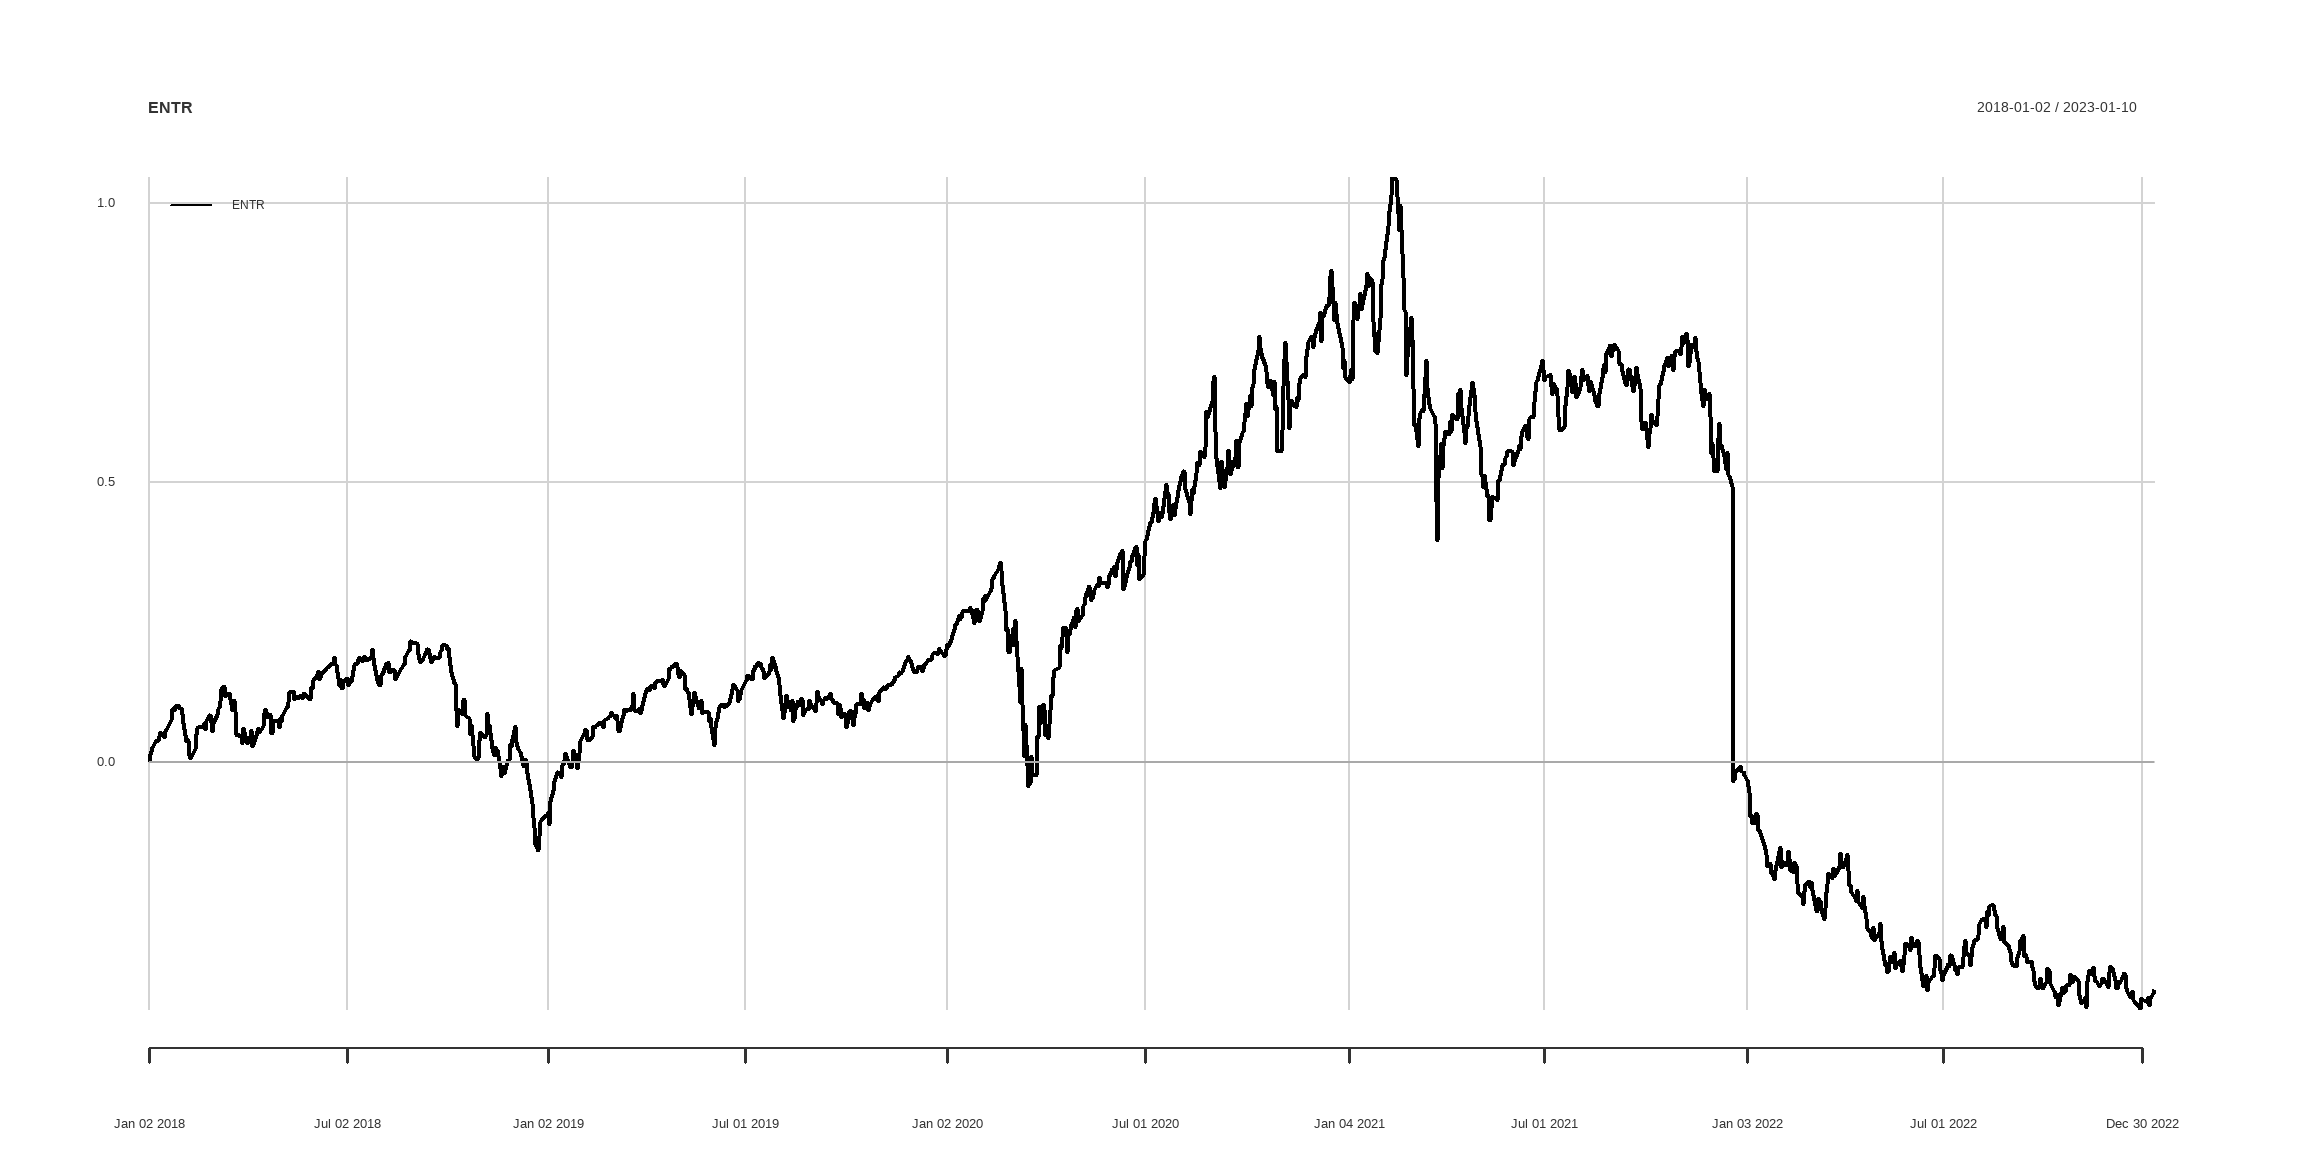 ENTR
2018-01-02 / 2023-01-10
1.0
ENTR
0.5
0.0
Jan 02 2018
Jul 02 2018
Jan 02 2019
Jul 01 2019
Jan 02 2020
Jul 01 2020
Jan 04 2021
Jul 01 2021
Jan 03 2022
Jul 01 2022
Dec 30 2022